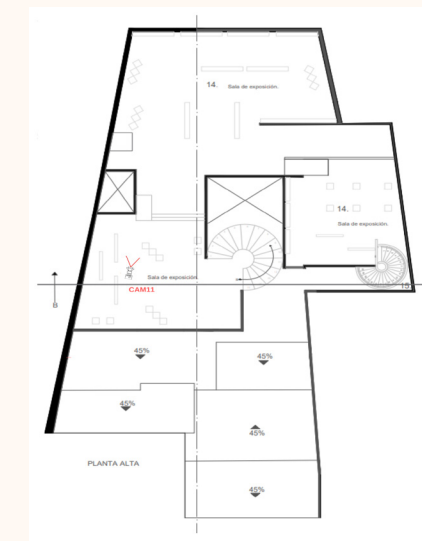 14.
Sala de exposición.
14.
Sala de exposición.
Sala de exposición.
CAM11
15
B
45%
45%
45%
45%
45%
PLANTA ALTA